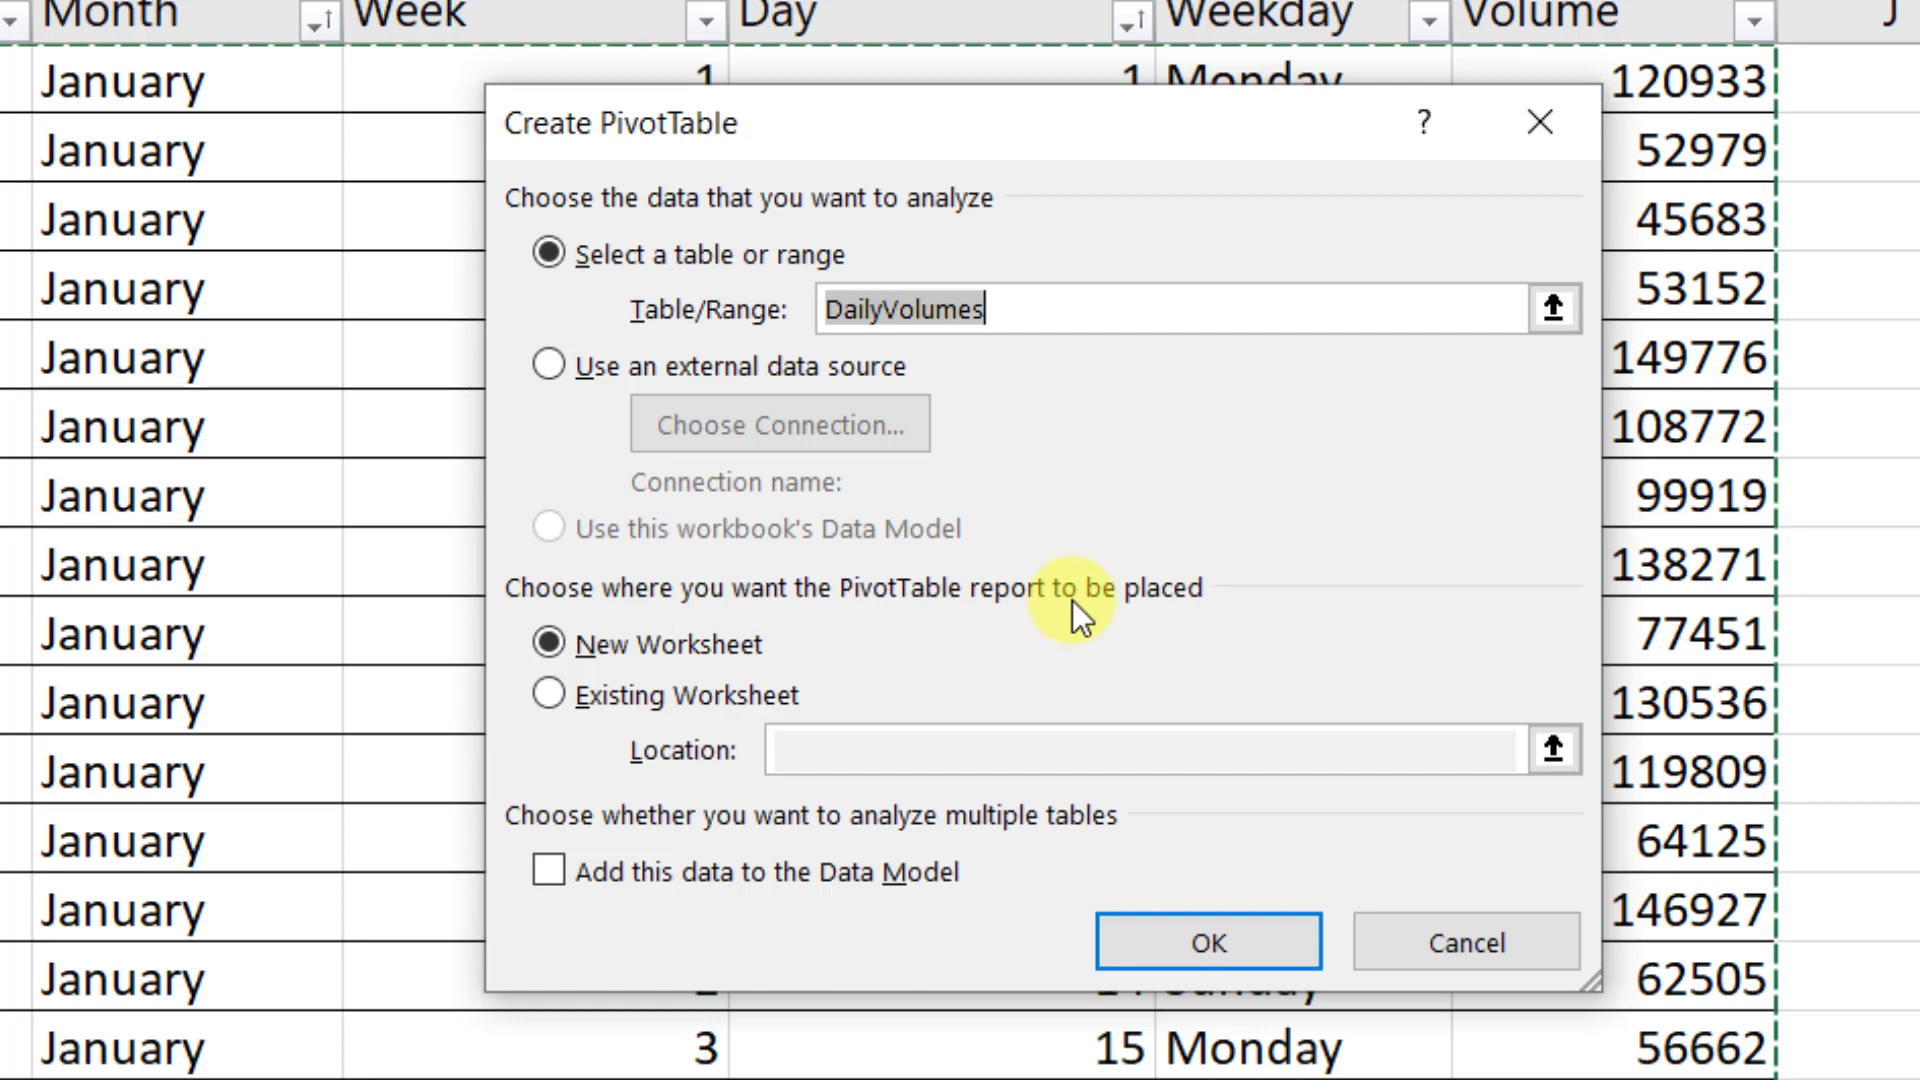 Month Week Day Weekday Volume J
January 1 1 Monday 120933
Create PivotTable ?
January 52979
Choose the data that you want to analyze
January 45683
Select a table or range
January Table/Range: DailyVolumes 53152
January Use an external data source 149776
January Choose Connection... 108772
January Connection name: 99919
Use this workbook's Data Model
January 138271
Choose where you want the PivotTable report to be placed
January New Worksheet 77451
January Existing Worksheet 130536
January Location: 119809
Choose whether you want to analyze multiple tables
January 64125
Add this data to the Data Model
January 146927
OK Cancel
January 2 14 Sunday 62505
January 3 15 Monday 56662